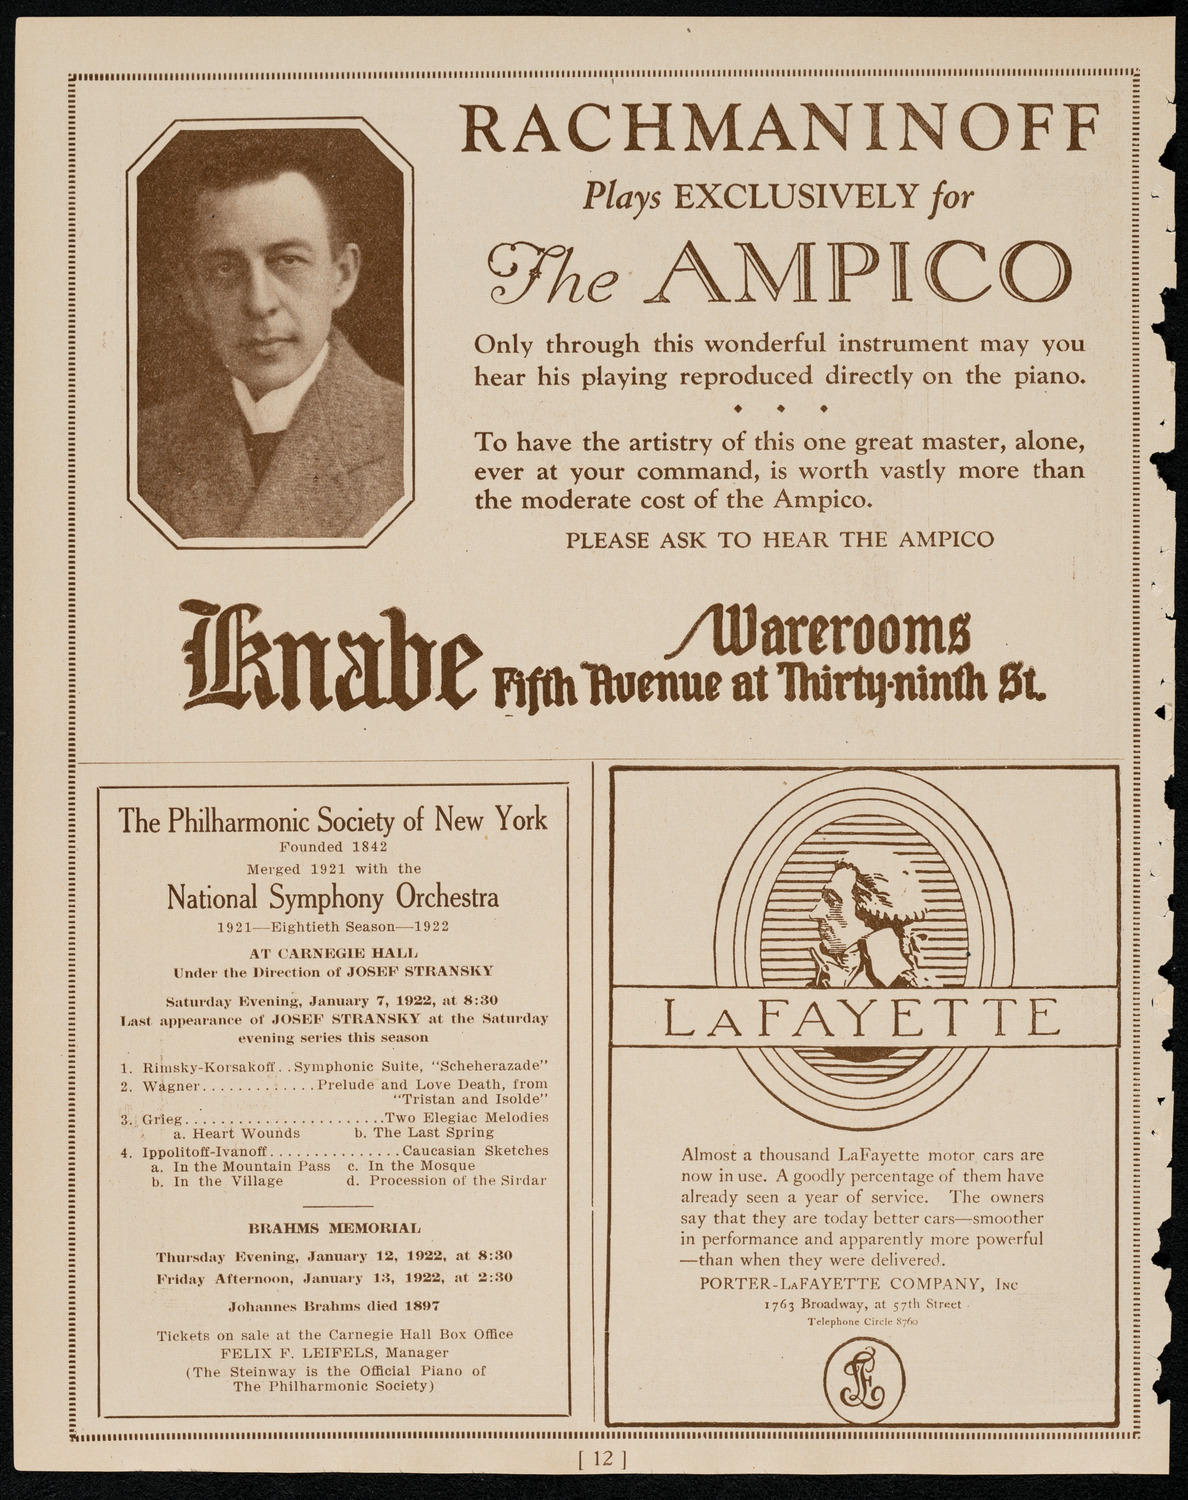 RACHMANINOFF
Plays EXCLUSIVELY for
The AMPICO
Only through this wonderful instrument may you
hear his playing reproduced directly on the piano.
To have the artistry of this one great master, alone,
ever at your command, is worth vastly more than
the moderate cost of the Ampico.
PLEASE ASK TO HEAR THE AMPICO
Knabe Warerooms
Fifth Avenue at Thirty-ninth St.
The Philharmonic Society of New York
Founded 1842
Merged 1921 with the
National Symphony Orchestra
1921—Eightieth Season—1922
AT CARNEGIE HALL
Under the Direction of JOSEF STRANSKY
Saturday Evening, January 7, 1922, at 8:30
Last appearance of JOSEF STRANSKY at the Saturday
evening series this season
1. Rimsky-Korsakoff..Symphonic Suite, "Scheherazade"
2. Wagner.............Prelude and Love Death, from
"Tristan and Isolde"
3. Grieg......................Two Elegiac Melodies
a. Heart Wounds b. The Last Spring
4. Ippolitoff-Ivanoff...............Caucasian Sketches
a. In the Mountain Pass c. In the Mosque
b. In the Village d. Procession of the Sirdar
BRAHMS MEMORIAL
Thursday Evening, January 12, 1922, at 8:30
Friday Afternoon, January 13, 1922, at 2:30
Johannes Brahms died 1897
Tickets on sale at the Carnegie Hall Box Office
FELIX F. LEIFELS, Manager
(The Steinway is the Official Piano of
The Philharmonic Society)
LAFAYETTE
Almost a thousand LaFayette motor cars are
now in use. A goodly percentage of them have
already seen a year of service. The owners
say that they are today better cars—smoother
in performance and apparently more powerful
—than when they were delivered.
PORTER-LAFAYETTE COMPANY, INC
1763 Broadway, at 57th Street
Telephone Circle 8760
[ 12 ]